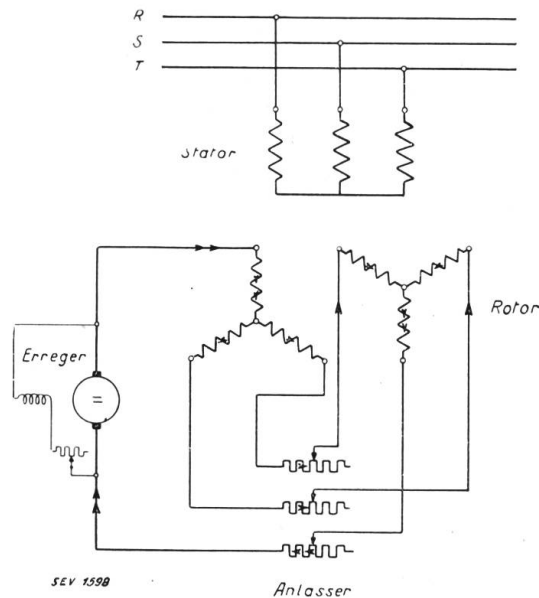 R
S
T
Stator
Rotor
Erreger
=
SEV 1598
Anlasser